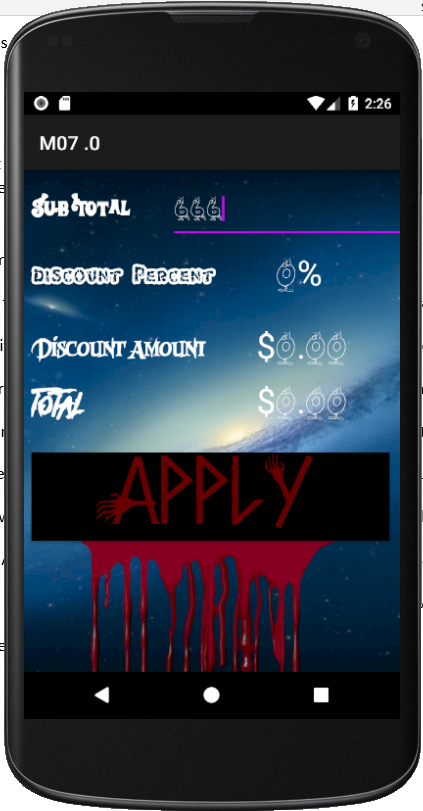 2:26
M07 .0
SUB TOTAL 666
DISCOUNT PERCENT 0%
DISCOUNT AMOUNT $0.00
TOTAL $0.00
APPLY